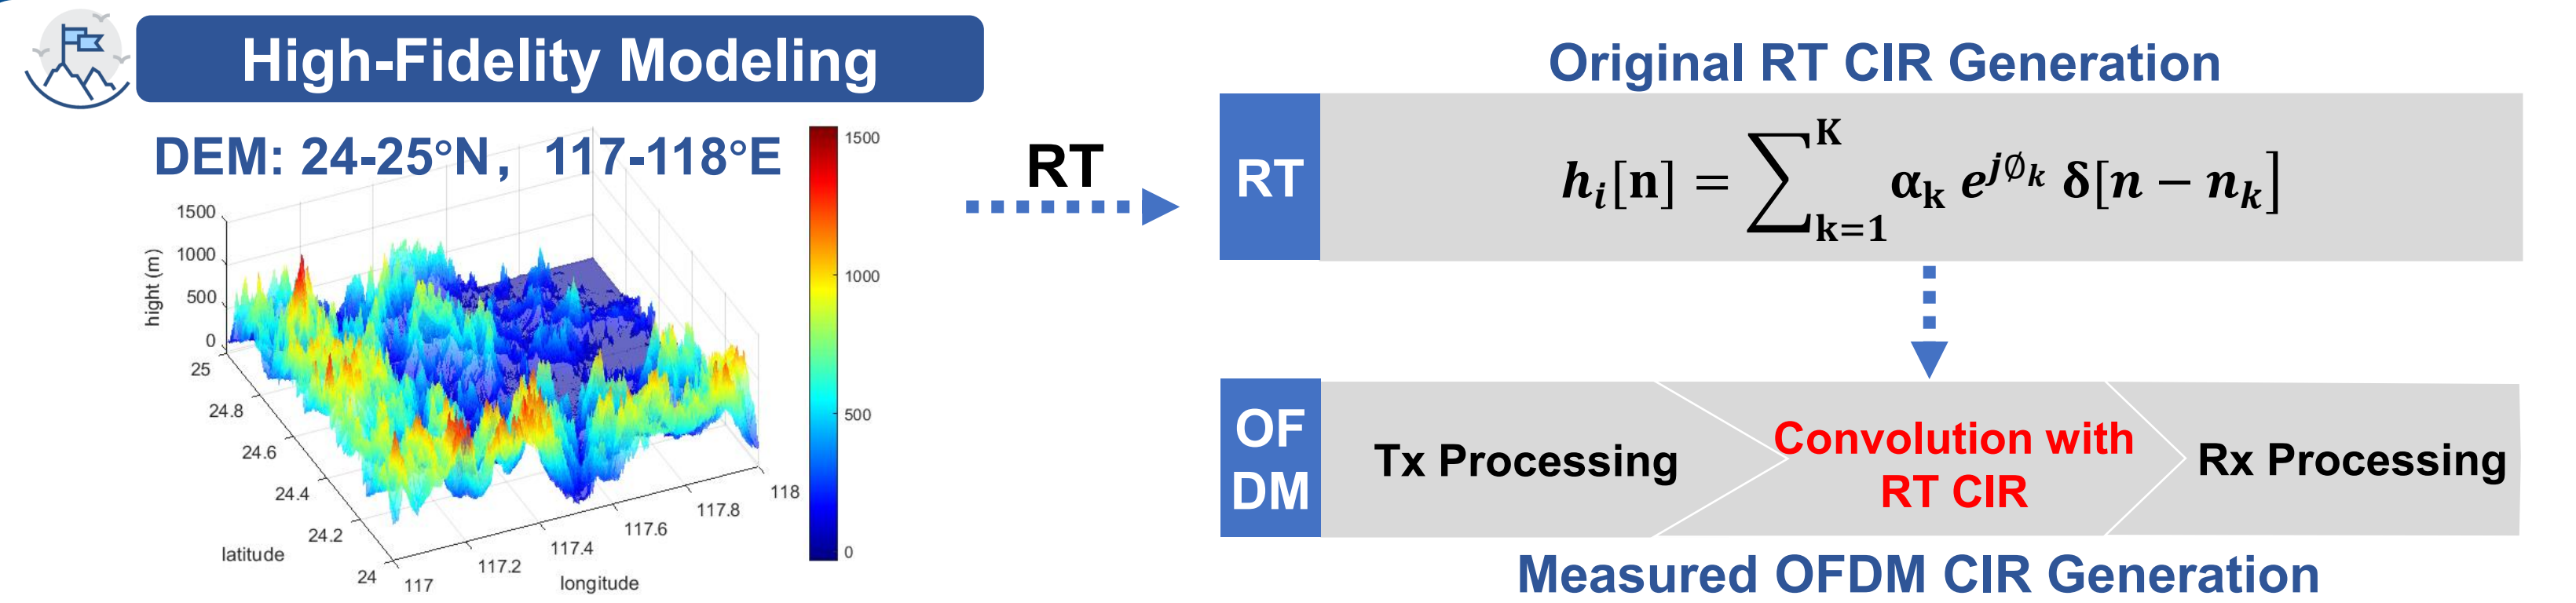 High-Fidelity Modeling
DEM: 24-25°N，117-118°E
1500
1000
500
0
hight (m)
25
24.8
24.6
24.4
24.2
24
latitude
117
117.2
117.4
117.6
117.8
118
longitude
1500
1000
500
0
RT
Original RT CIR Generation
RT
h_i[n] = ∑_{k=1}^{K} α_k e^{j∅_k} δ[n − n_k]
OF
DM
Tx Processing
Convolution with
RT CIR
Rx Processing
Measured OFDM CIR Generation